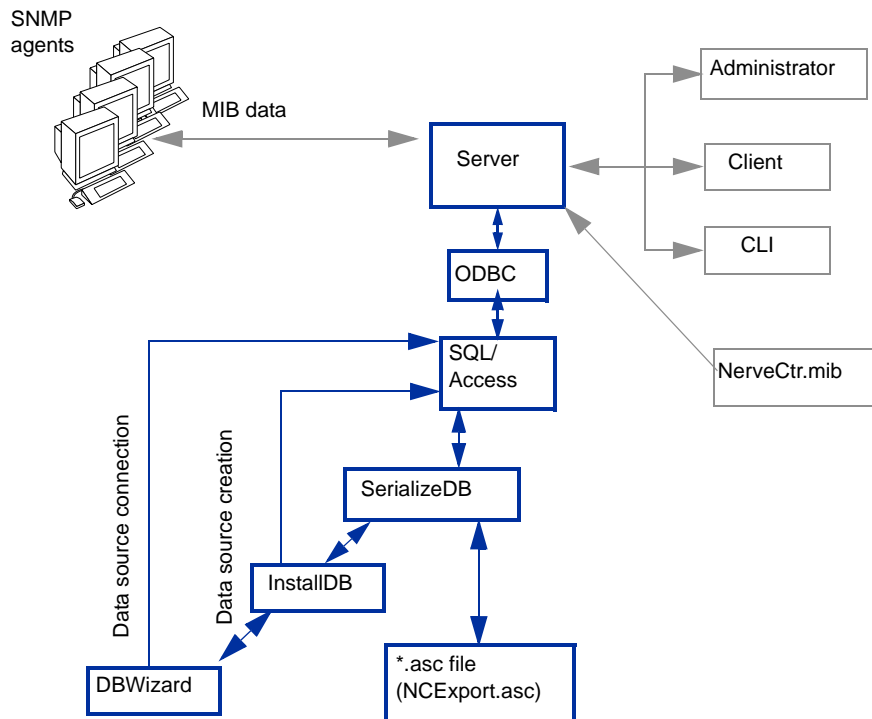 SNMP
agents
MIB data
Server
Administrator
Client
CLI
ODBC
SQL/
Access
NerveCtr.mib
Data source connection
Data source creation
SerializeDB
InstallDB
DBWizard
*.asc file
(NCExport.asc)